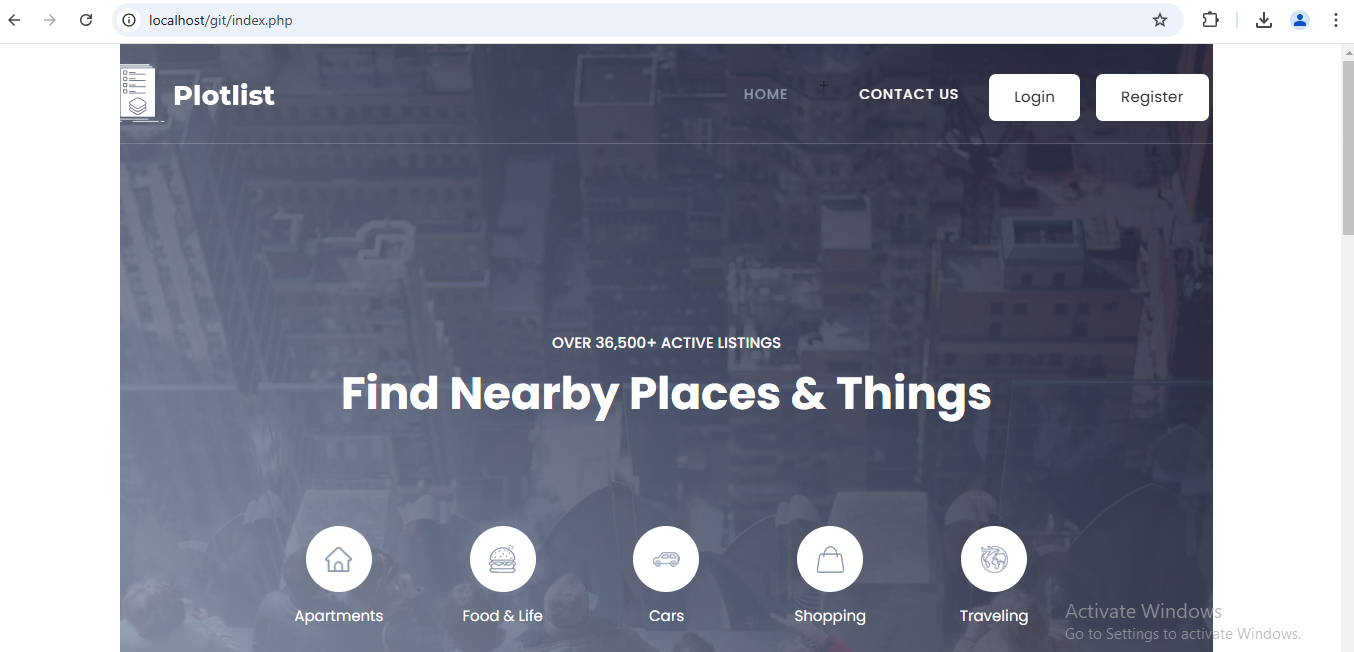 localhost/git/index.php
Plotlist
HOME
CONTACT US
Login
Register
OVER 36,500+ ACTIVE LISTINGS
Find Nearby Places & Things
Apartments
Food & Life
Cars
Shopping
Traveling
Activate Windows
Go to Settings to activate Windows.